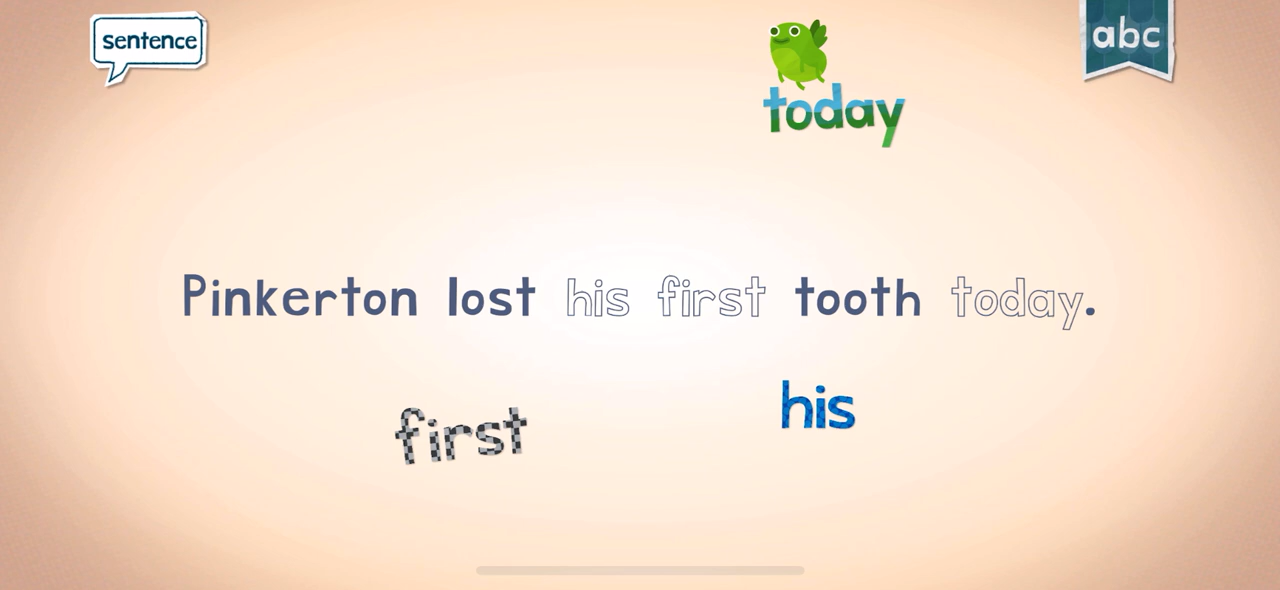 sentence
abc
today
Pinkerton lost his first tooth today.
his
first